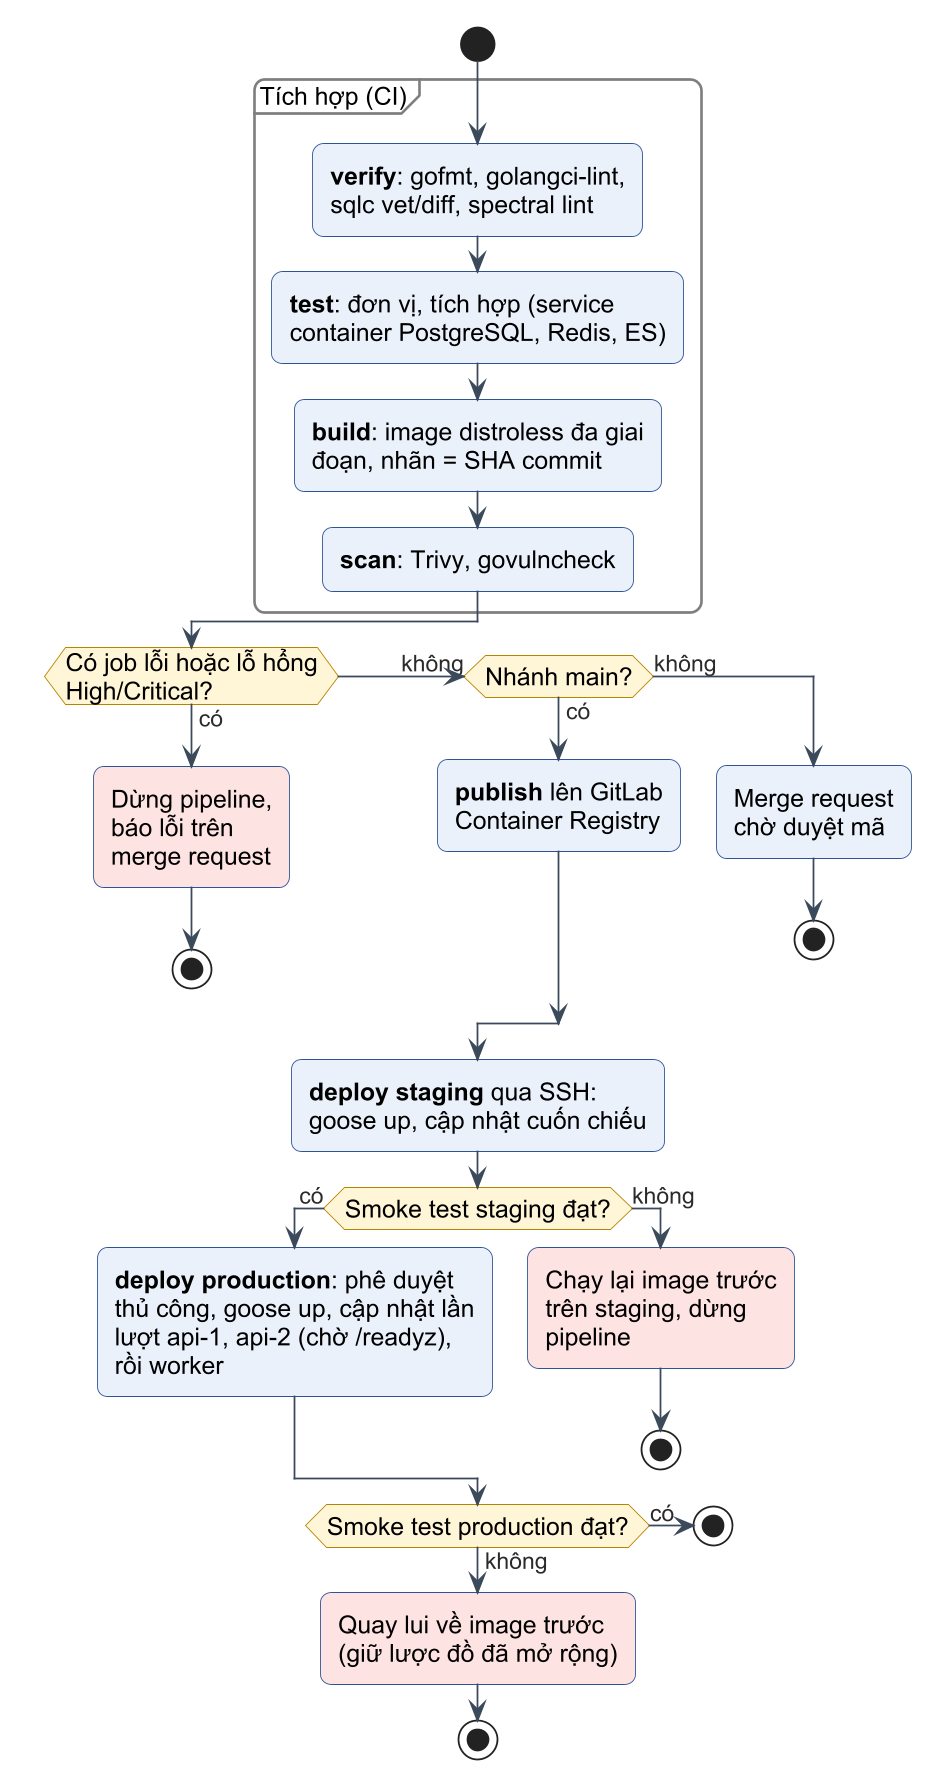 Tích hợp (CI)
verify: gofmt, golangci-lint,
sqlc vet/diff, spectral lint
test: đơn vị, tích hợp (service
container PostgreSQL, Redis, ES)
build: image distroless đa giai
đoạn, nhãn = SHA commit
scan: Trivy, govulncheck
Có job lỗi hoặc lỗ hổng
High/Critical?
không
Nhánh main?
không
có
có
Dừng pipeline,
báo lỗi trên
merge request
publish lên GitLab
Container Registry
Merge request
chờ duyệt mã
deploy staging qua SSH:
goose up, cập nhật cuốn chiếu
có
Smoke test staging đạt?
không
deploy production: phê duyệt
thủ công, goose up, cập nhật lần
lượt api-1, api-2 (chờ /readyz),
rồi worker
Chạy lại image trước
trên staging, dừng
pipeline
Smoke test production đạt?
có
không
Quay lui về image trước
(giữ lược đồ đã mở rộng)